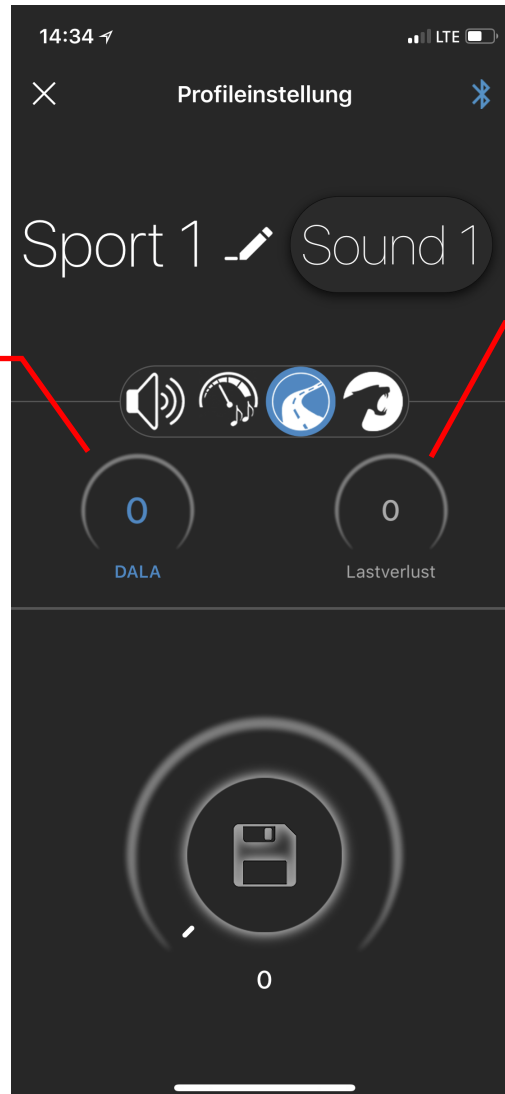 14:34 LTE
Profileinstellung
Sport 1 Sound 1
0 0
DALA Lastverlust
0